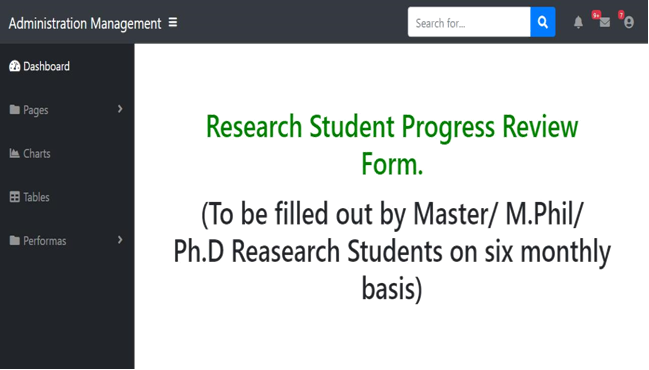 Administration Management
Search for...
9+
7
Dashboard
Pages
Charts
Tables
Performas
Research Student Progress Review
Form.
(To be filled out by Master/ M.Phil/
Ph.D Reasearch Students on six monthly
basis)